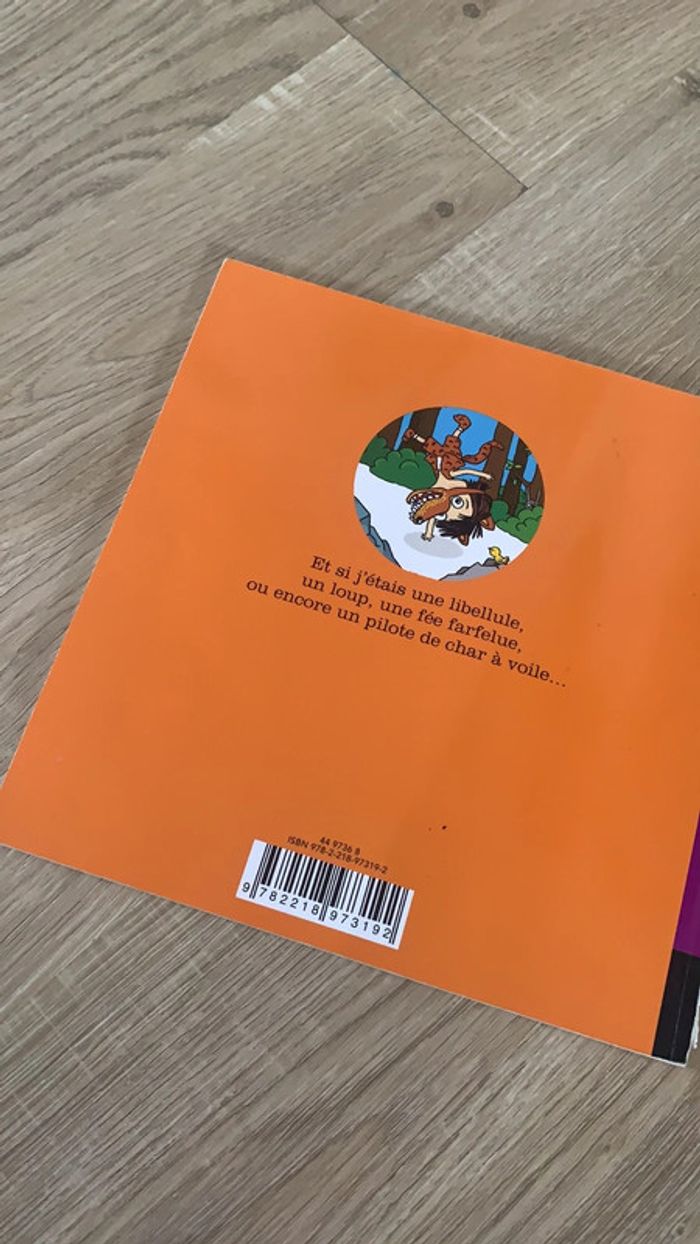 Et si j'étais une libellule,
un loup, une fée farfelue,
ou encore un pilote de char à voile...
44 9736 8
ISBN 978-2-218-97319-2
9 782218 973192